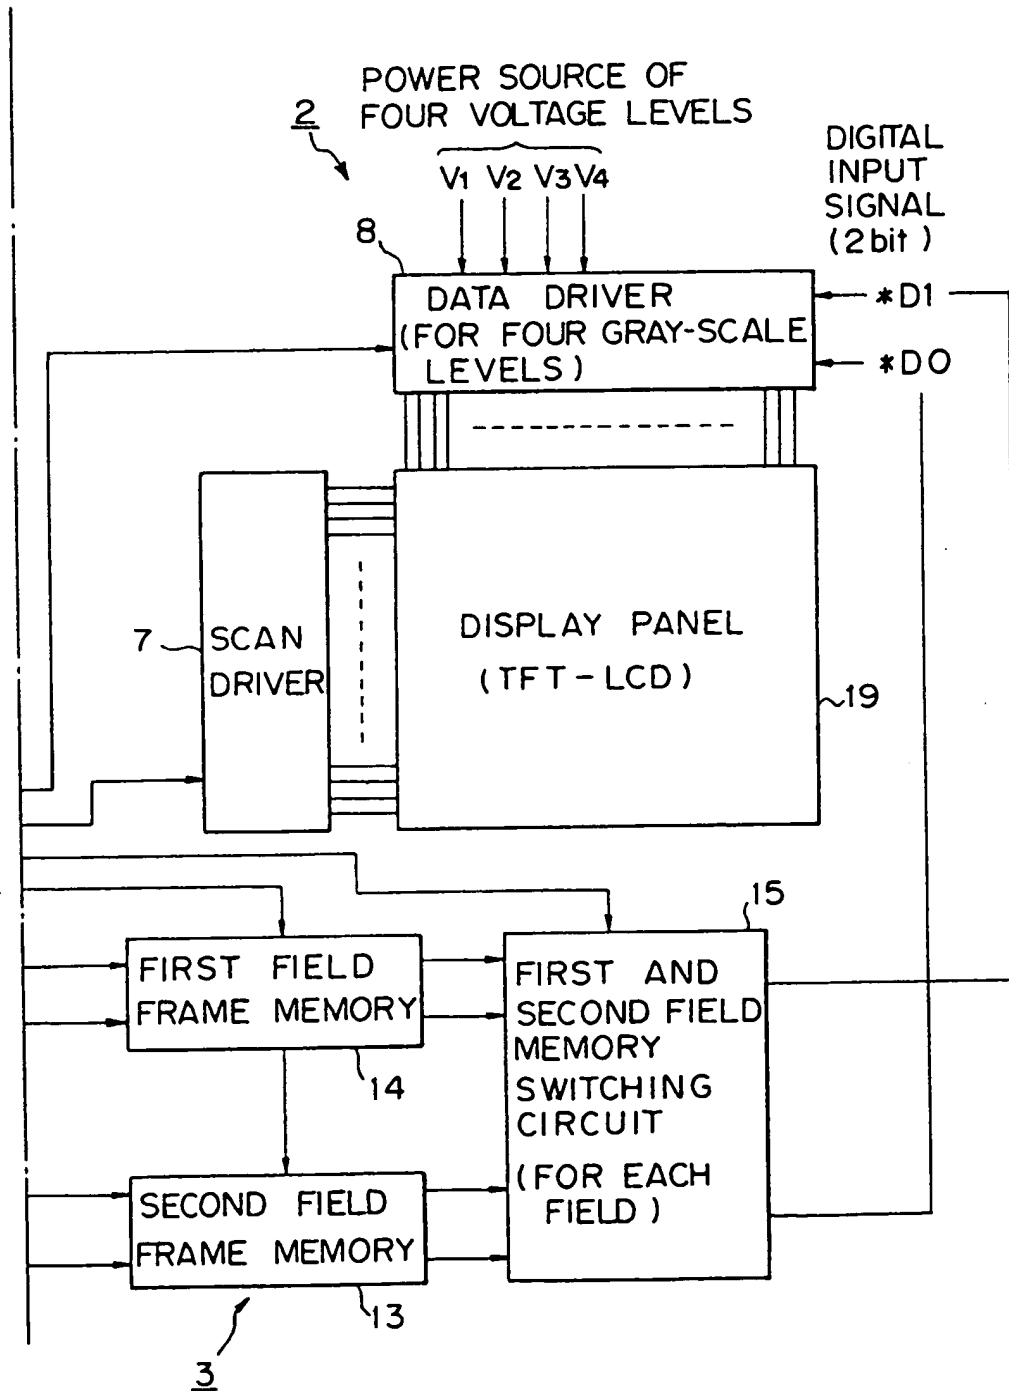 POWER SOURCE OF
FOUR VOLTAGE LEVELS
2
V1 V2 V3 V4
DIGITAL
INPUT
SIGNAL
(2bit)
8
DATA DRIVER
(FOR FOUR GRAY-SCALE
LEVELS)
*D1
*D0
7
SCAN
DRIVER
DISPLAY PANEL
(TFT-LCD)
19
15
FIRST FIELD
FRAME MEMORY
14
FIRST AND
SECOND FIELD
MEMORY
SWITCHING
CIRCUIT
(FOR EACH
FIELD)
SECOND FIELD
FRAME MEMORY
13
3